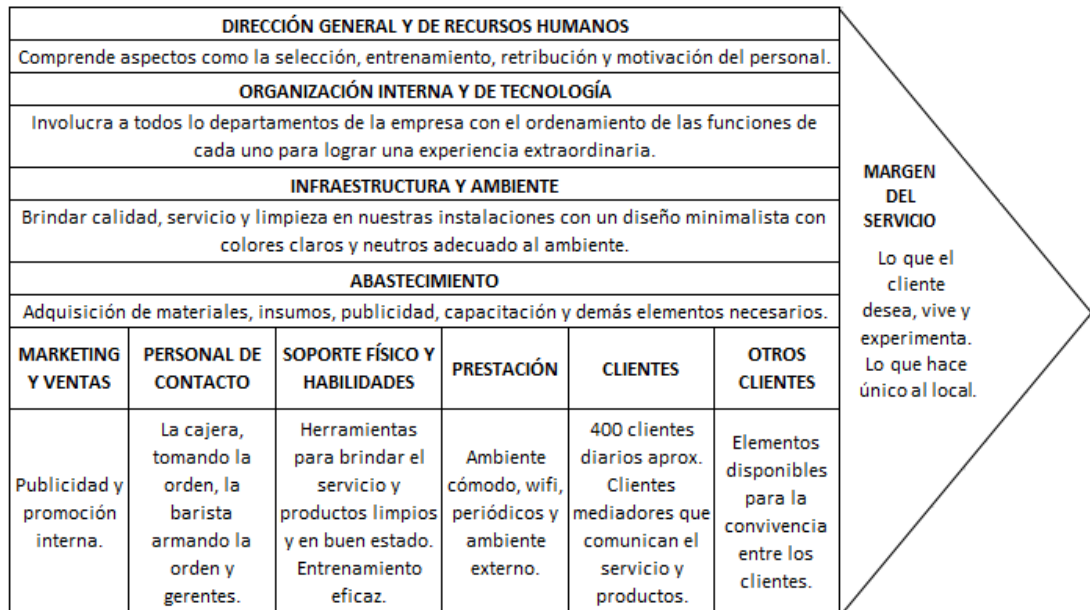 DIRECCIÓN GENERAL Y DE RECURSOS HUMANOS
Comprende aspectos como la selección, entrenamiento, retribución y motivación del personal.
ORGANIZACIÓN INTERNA Y DE TECNOLOGÍA
Involucra a todos lo departamentos de la empresa con el ordenamiento de las funciones de
cada uno para lograr una experiencia extraordinaria.
INFRAESTRUCTURA Y AMBIENTE
Brindar calidad, servicio y limpieza en nuestras instalaciones con un diseño minimalista con
colores claros y neutros adecuado al ambiente.
ABASTECIMIENTO
Adquisición de materiales, insumos, publicidad, capacitación y demás elementos necesarios.
MARKETING
Y VENTAS
Publicidad y
promoción
interna.
PERSONAL DE
CONTACTO
La cajera,
tomando la
orden, la
barista
armando la
orden y
gerentes.
SOPORTE FÍSICO Y
HABILIDADES
Herramientas
para brindar el
servicio y
productos limpios
y en buen estado.
Entrenamiento
eficaz.
PRESTACIÓN
Ambiente
cómodo, wifi,
periódicos y
ambiente
externo.
CLIENTES
400 clientes
diarios aprox.
Clientes
mediadores que
comunican el
servicio y
productos.
OTROS
CLIENTES
Elementos
disponibles
para la
convivencia
entre los
clientes.
MARGEN
DEL
SERVICIO
Lo que el
cliente
desea, vive y
experimenta.
Lo que hace
único al local.